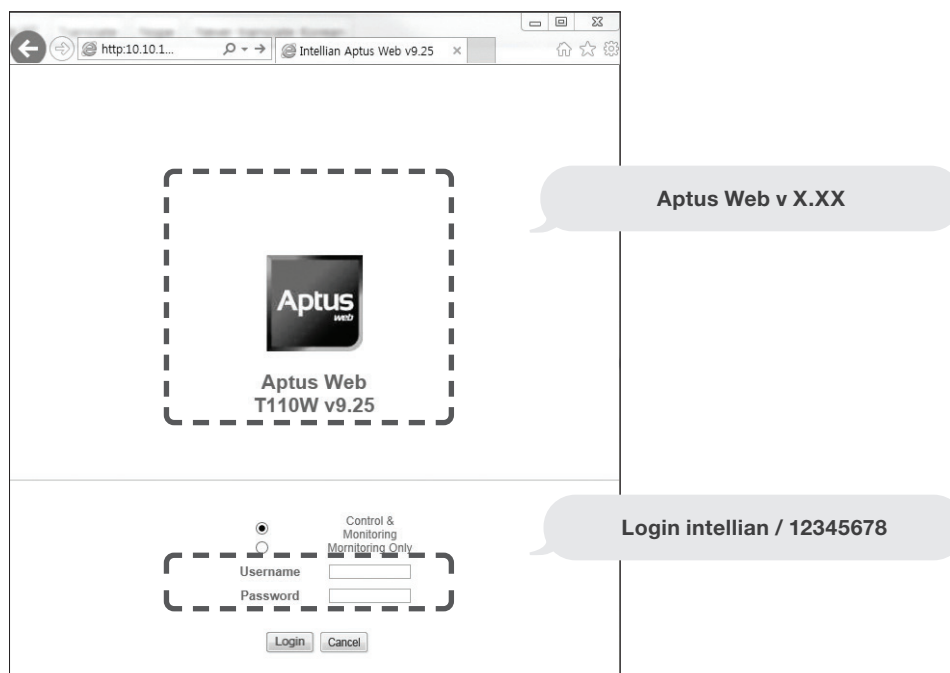 http:10.10.1...
Intellian Aptus Web v9.25
Aptus Web v X.XX
Aptus
web
Aptus Web
T110W v9.25
Control &
Monitoring
Mornitoring Only
Login intellian / 12345678
Username
Password
Login
Cancel